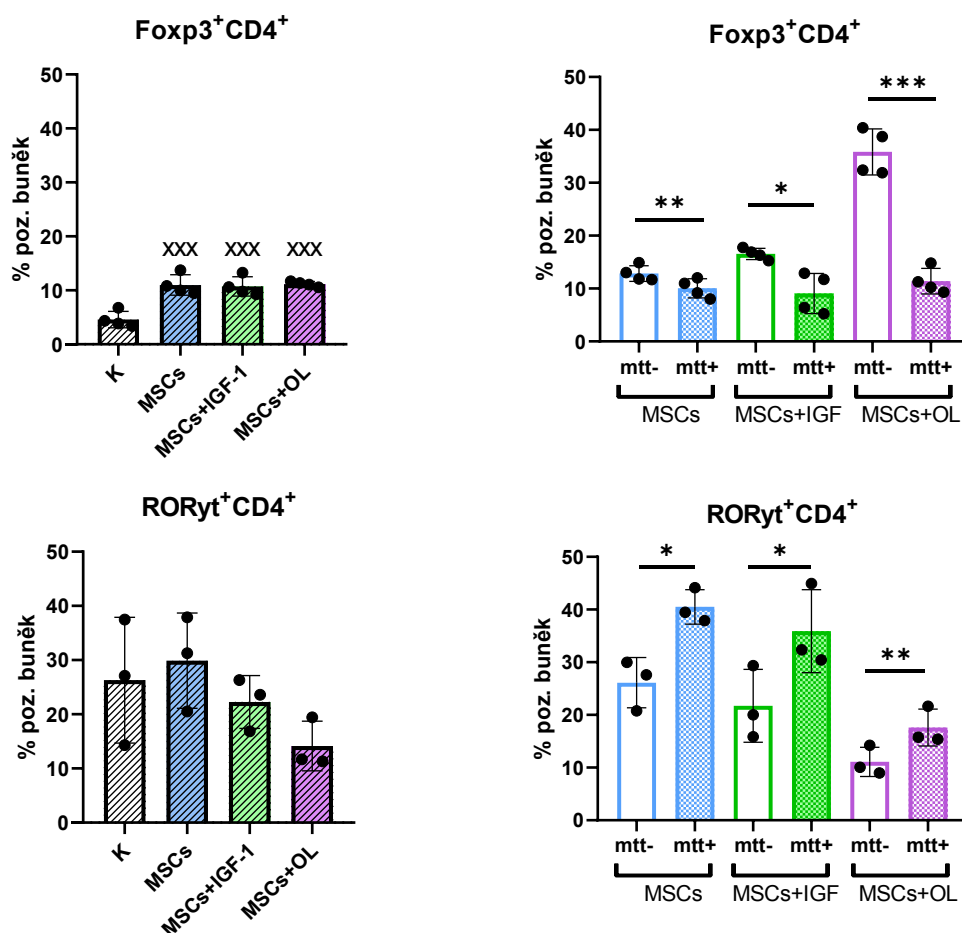 Foxp3⁺CD4⁺
% poz. buněk
50
40
30
20
10
0
XXX XXX XXX
K
MSCs
MSCs+IGF-1
MSCs+OL
Foxp3⁺CD4⁺
% poz. buněk
50
40
30
20
10
0
** * ***
mtt- mtt+ mtt- mtt+ mtt- mtt+
MSCs MSCs+IGF MSCs+OL
RORyt⁺CD4⁺
% poz. buněk
50
40
30
20
10
0
K
MSCs
MSCs+IGF-1
MSCs+OL
RORyt⁺CD4⁺
% poz. buněk
50
40
30
20
10
0
* * **
mtt- mtt+ mtt- mtt+ mtt- mtt+
MSCs MSCs+IGF MSCs+OL